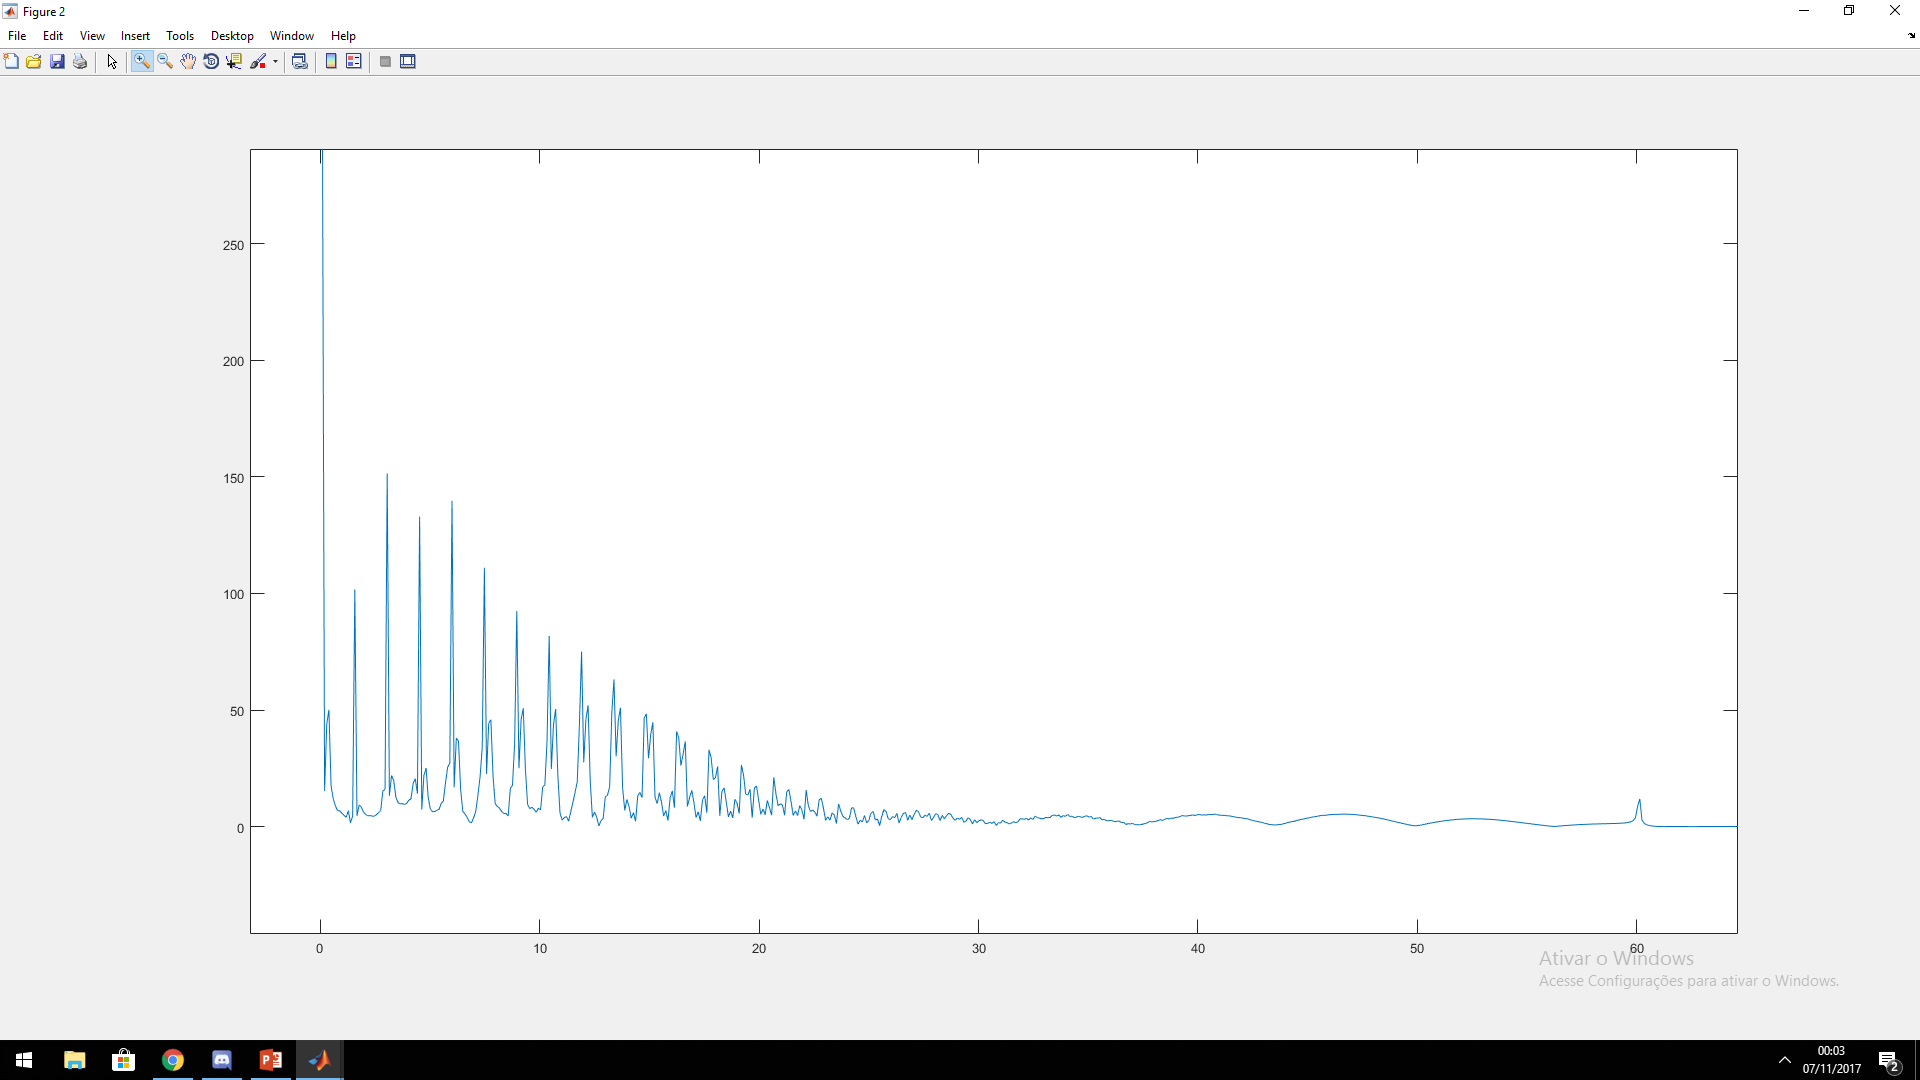 Figure 2
File Edit View Insert Tools Desktop Window Help
250
200
150
100
50
0
0 10 20 30 40 50 60
Ativar o Windows
Acesse Configurações para ativar o Windows.
00:03
07/11/2017
2